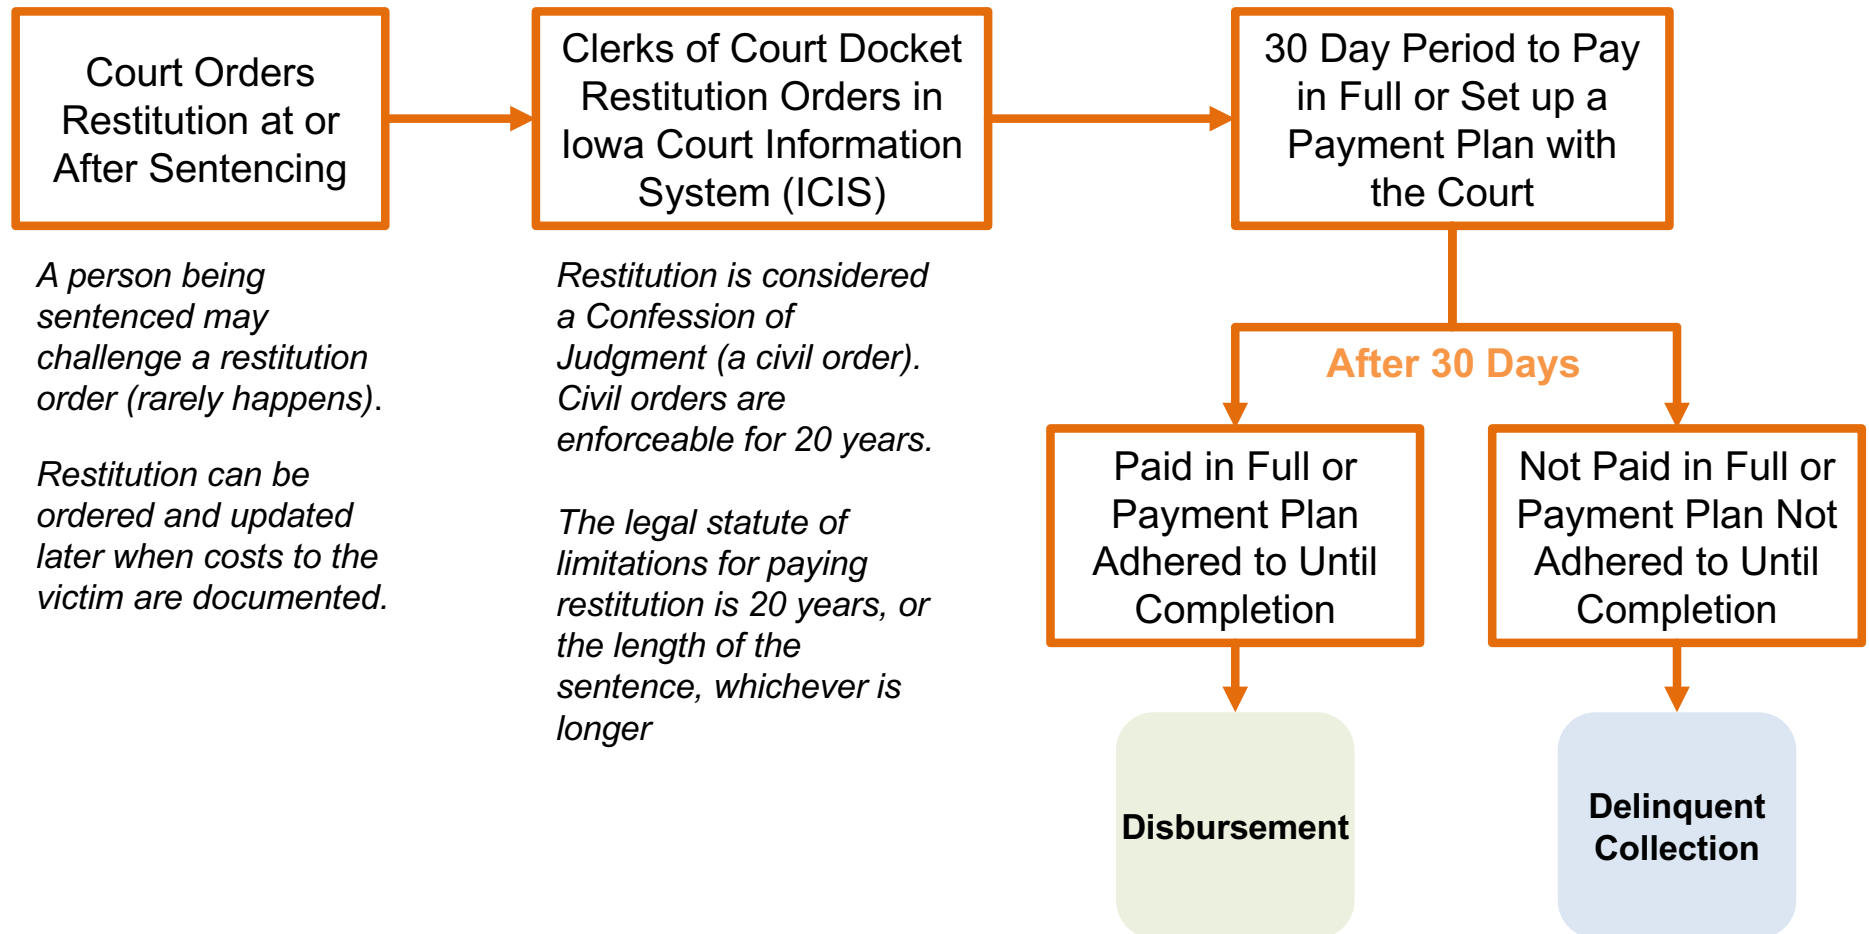 Court Orders
Restitution at or
After Sentencing
Clerks of Court Docket
Restitution Orders in
Iowa Court Information
System (ICIS)
30 Day Period to Pay
in Full or Set up a
Payment Plan with
the Court
A person being
sentenced may
challenge a restitution
order (rarely happens).
Restitution can be
ordered and updated
later when costs to the
victim are documented.
Restitution is considered
a Confession of
Judgment (a civil order).
Civil orders are
enforceable for 20 years.
The legal statute of
limitations for paying
restitution is 20 years, or
the length of the
sentence, whichever is
longer
After 30 Days
Paid in Full or
Payment Plan
Adhered to Until
Completion
Not Paid in Full or
Payment Plan Not
Adhered to Until
Completion
Disbursement
Delinquent
Collection